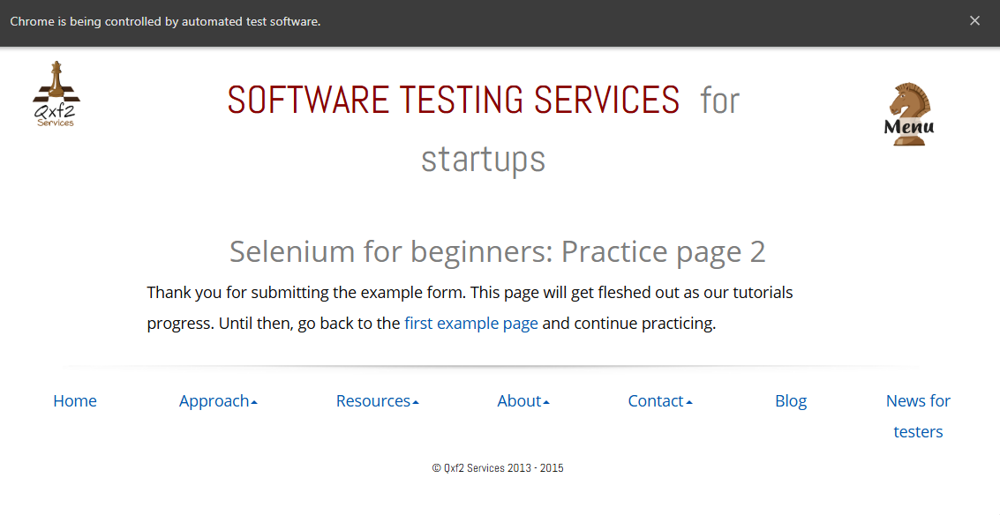 Chrome is being controlled by automated test software.
Qxf2
Services
SOFTWARE TESTING SERVICES for
startups
Menu
Selenium for beginners: Practice page 2
Thank you for submitting the example form. This page will get fleshed out as our tutorials
progress. Until then, go back to the first example page and continue practicing.
Home Approach Resources About Contact Blog News for
testers
© Qxf2 Services 2013 - 2015